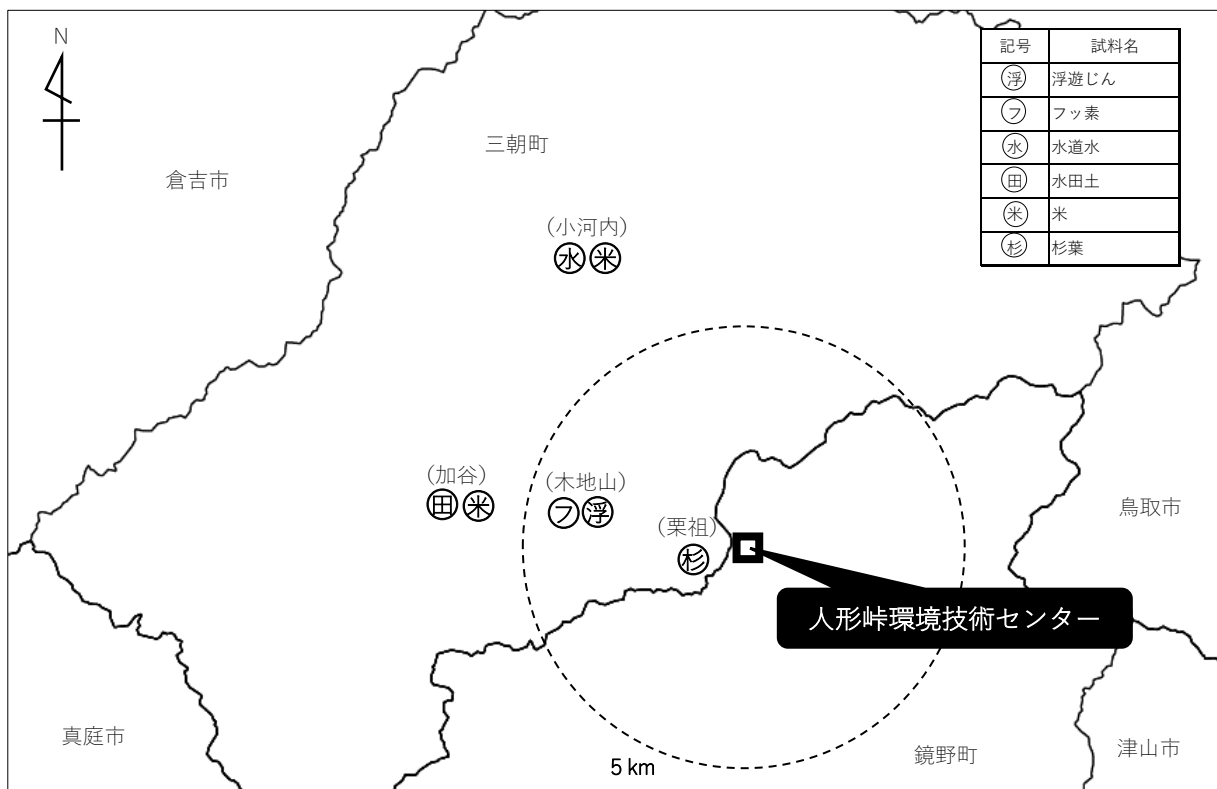 N
記号 試料名
浮 浮遊じん
フ フッ素
水 水道水
田 水田土
米 米
杉 杉葉
三朝町
倉吉市
(小河内)
水 米
(加谷)
田 米
(木地山)
フ 浮
(栗祖)
杉
鳥取市
人形峠環境技術センター
真庭市
5 km
鏡野町
津山市